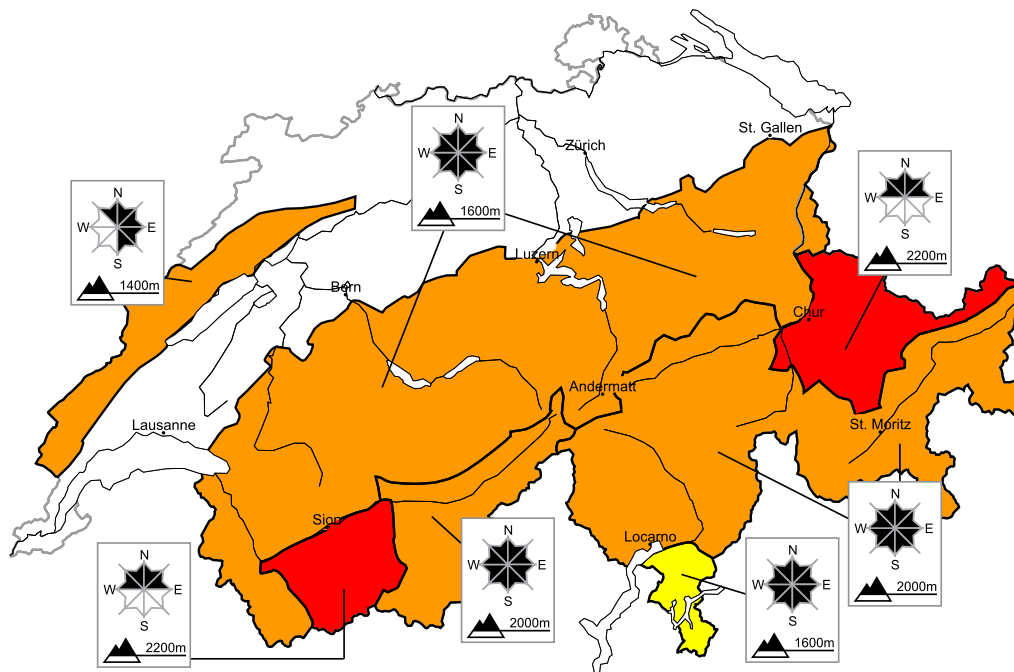 St. Gallen
N
W E
S
1600m
Zürich
N
W E
S
2200m
N
W E
S
1400m
Luzern
Bern
Chur
Andermatt
Lausanne
St. Moritz
N
W E
S
2000m
Sion
N
W E
S
2000m
Locarno
N
W E
S
1600m
N
W E
S
2200m